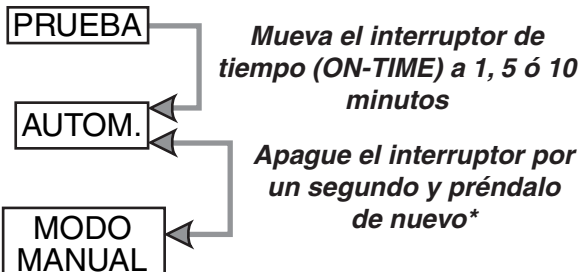 PRUEBA
Mueva el interruptor de
tiempo (ON-TIME) a 1, 5 ó 10
minutos
AUTOM.
Apague el interruptor por
un segundo y préndalo
de nuevo*
MODO
MANUAL